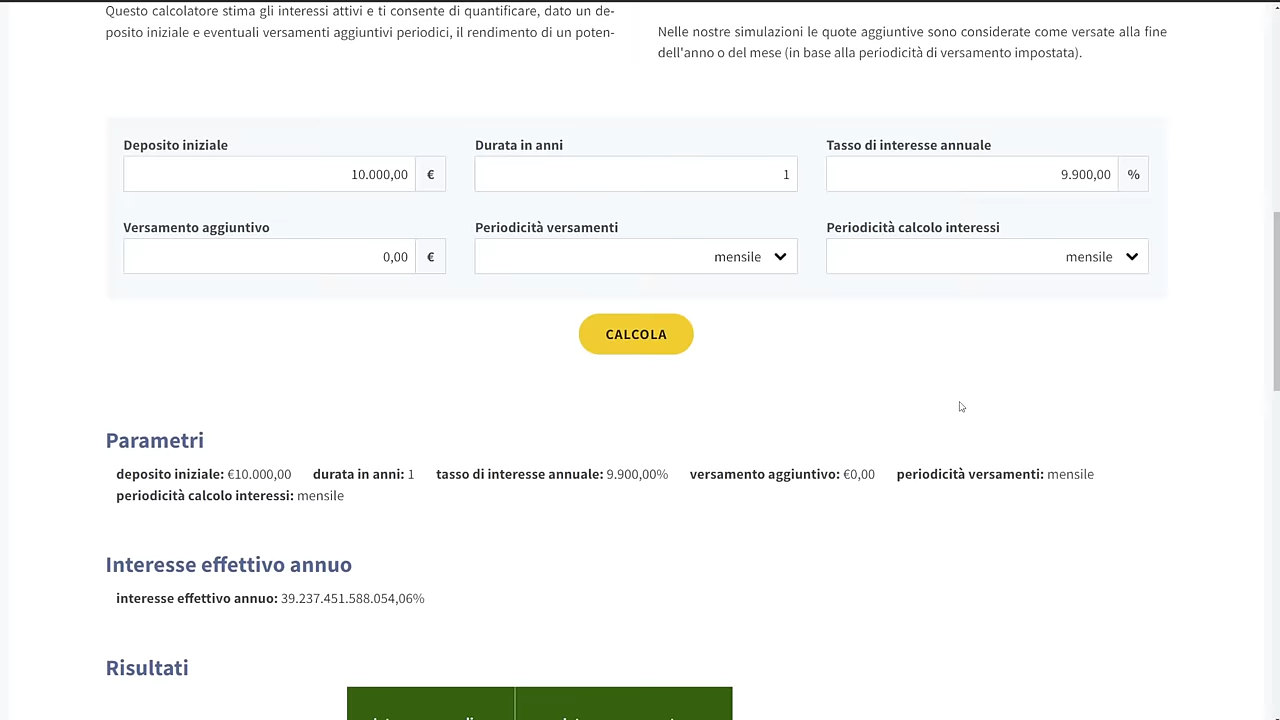 Questo calcolatore stima gli interessi attivi e ti consente di quantificare, dato un de-
posito iniziale e eventuali versamenti aggiuntivi periodici, il rendimento di un poten-
Nelle nostre simulazioni le quote aggiuntive sono considerate come versate alla fine
dell'anno o del mese (in base alla periodicità di versamento impostata).
Deposito iniziale
10.000,00 €
Durata in anni
1
Tasso di interesse annuale
9.900,00 %
Versamento aggiuntivo
0,00 €
Periodicità versamenti
mensile
Periodicità calcolo interessi
mensile
CALCOLA
Parametri
deposito iniziale: €10.000,00 durata in anni: 1 tasso di interesse annuale: 9.900,00% versamento aggiuntivo: €0,00 periodicità versamenti: mensile
periodicità calcolo interessi: mensile
Interesse effettivo annuo
interesse effettivo annuo: 39.237.451.588.054,06%
Risultati